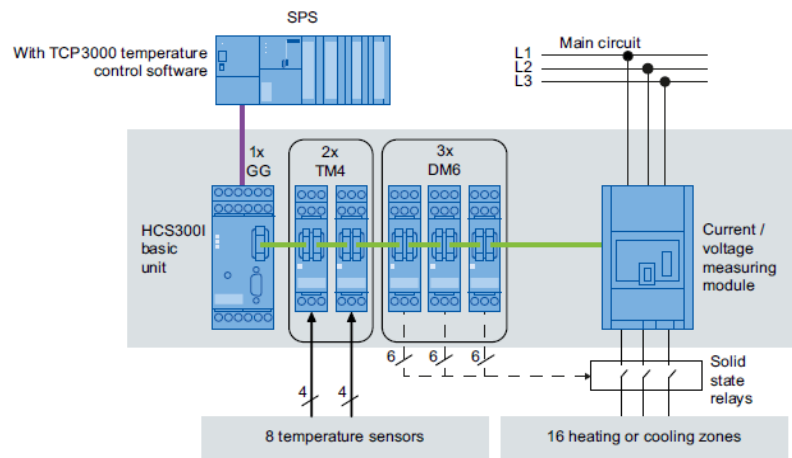 SPS
With TCP3000 temperature
control software
Main circuit
L1
L2
L3
1x
GG
2x
TM4
3x
DM6
HCS300I
basic
unit
Current /
voltage
measuring
module
6
6
6
4
4
Solid
state
relays
8 temperature sensors
16 heating or cooling zones